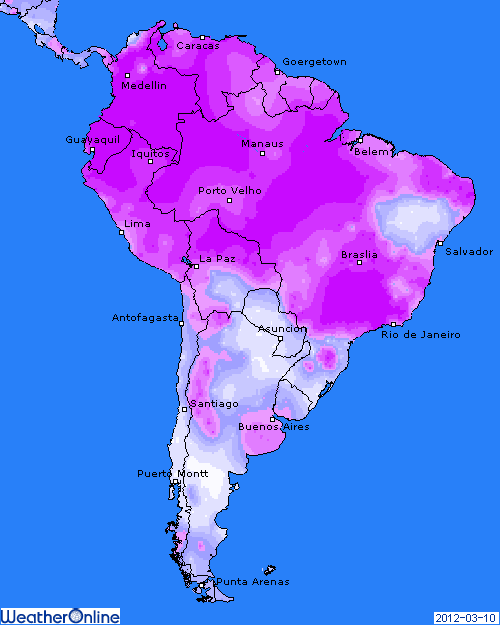 Caracas
Goergetown
Medellin
Guayaquil
Iquitos
Manaus
Belem
Porto Velho
Lima
Salvador
La Paz
Braslia
Antofagasta
Asuncion
Rio de Janeiro
Santiago
Buenos Aires
Puerto Montt
Punta Arenas
WeatherOnline
2012-03-10